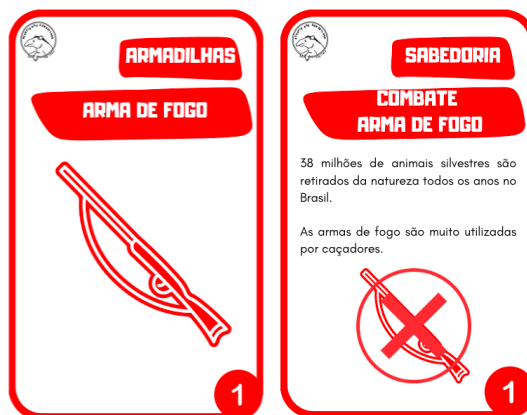 ARMADILHAS
ARMA DE FOGO
1
SABEDORIA
COMBATE
ARMA DE FOGO
38 milhões de animais silvestres são
retirados da natureza todos os anos no
Brasil.
As armas de fogo são muito utilizadas
por caçadores.
1